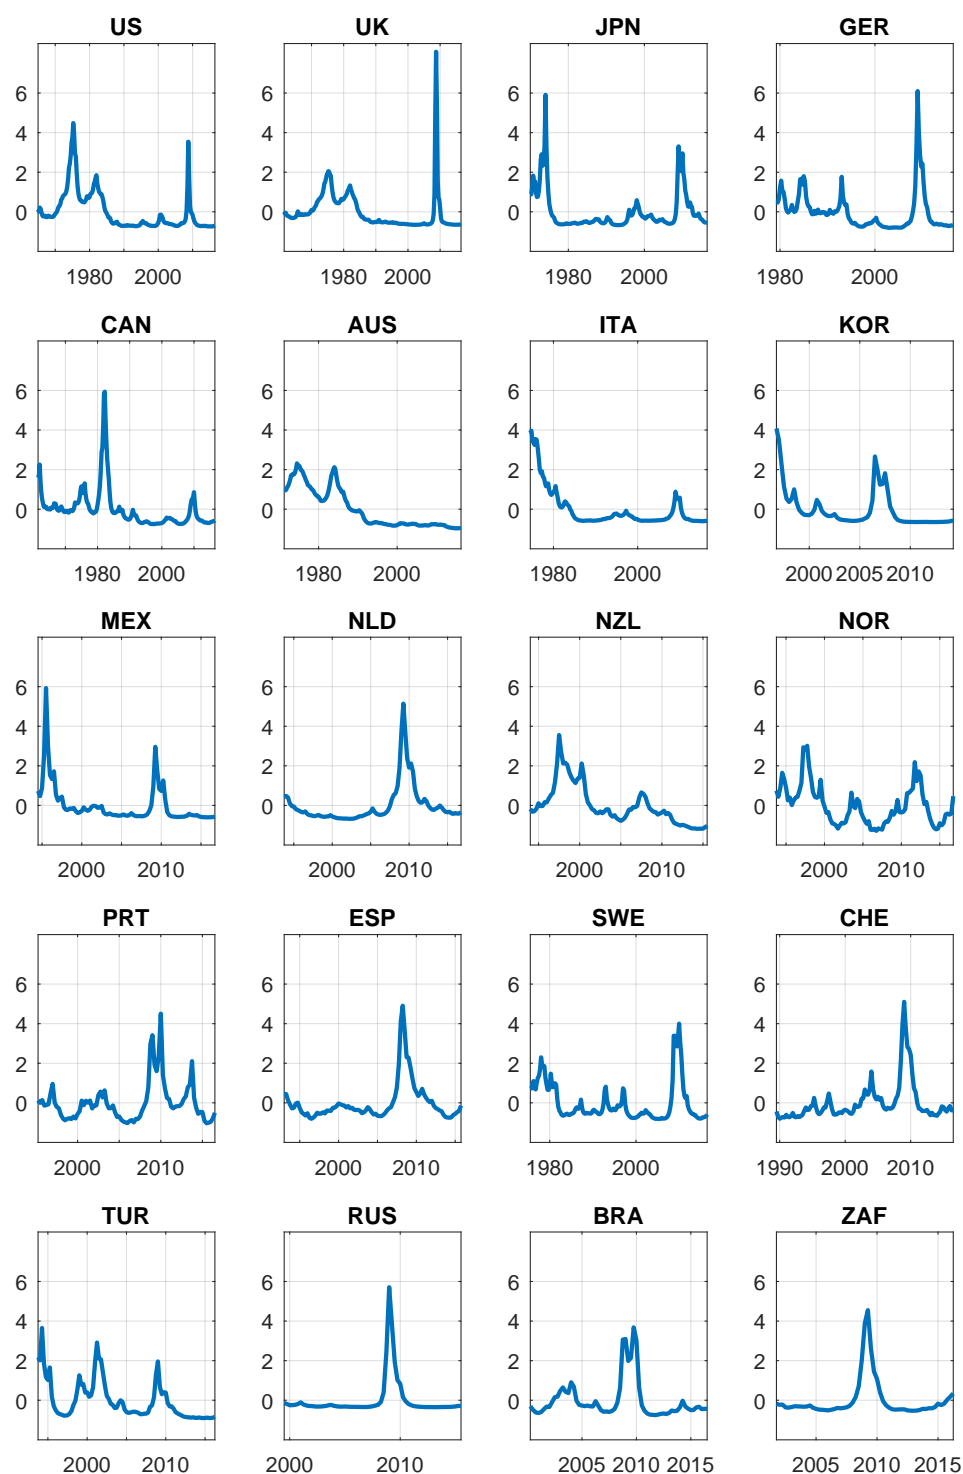 US UK JPN GER
6 6 6 6
4 4 4 4
2 2 2 2
0 0 0 0
1980 2000 1980 2000 1980 2000 1980 2000
CAN AUS ITA KOR
6 6 6 6
4 4 4 4
2 2 2 2
0 0 0 0
1980 2000 1980 2000 1980 2000 2000 2005 2010
MEX NLD NZL NOR
6 6 6 6
4 4 4 4
2 2 2 2
0 0 0 0
2000 2010 2000 2010 2000 2010 2000 2010
PRT ESP SWE CHE
6 6 6 6
4 4 4 4
2 2 2 2
0 0 0 0
2000 2010 2000 2010 1980 2000 1990 2000 2010
TUR RUS BRA ZAF
6 6 6 6
4 4 4 4
2 2 2 2
0 0 0 0
2000 2010 2000 2010 2005 2010 2015 2005 2010 2015